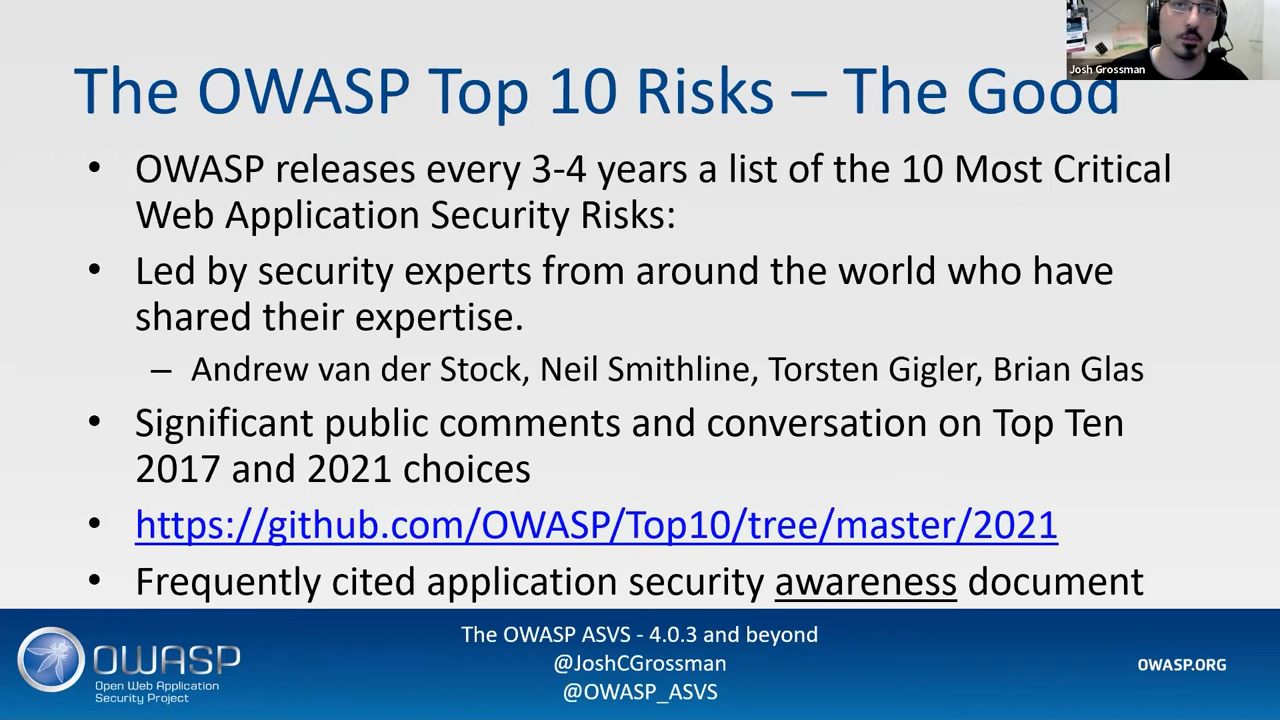 Josh Grossman
The OWASP Top 10 Risks – The Good
• OWASP releases every 3-4 years a list of the 10 Most Critical
Web Application Security Risks:
• Led by security experts from around the world who have
shared their expertise.
– Andrew van der Stock, Neil Smithline, Torsten Gigler, Brian Glas
• Significant public comments and conversation on Top Ten
2017 and 2021 choices
• https://github.com/OWASP/Top10/tree/master/2021
• Frequently cited application security awareness document
OWASP
Open Web Application
Security Project
The OWASP ASVS - 4.0.3 and beyond
@JoshCGrossman
@OWASP_ASVS
OWASP.ORG